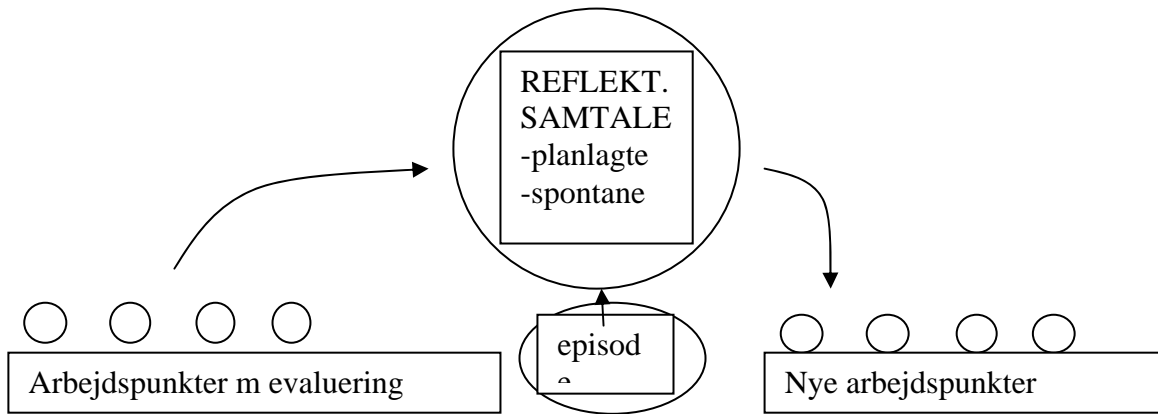 REFLEKT.
SAMTALE
-planlagte
-spontane
episod
e
Arbejdspunkter m evaluering
Nye arbejdspunkter